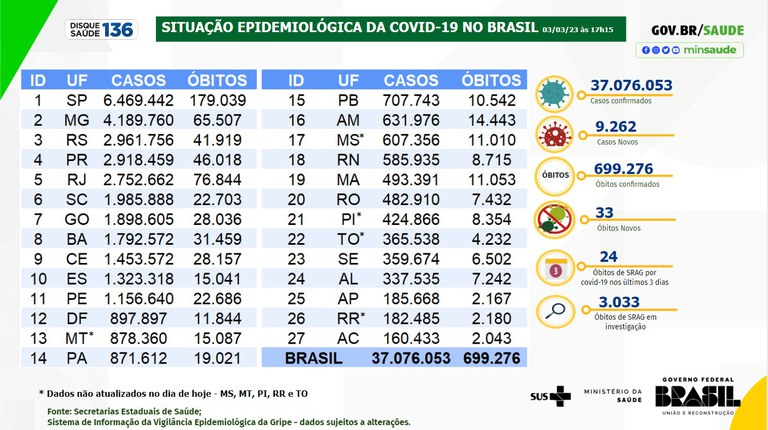 DISQUE
SAÚDE 136
SITUAÇÃO EPIDEMIOLÓGICA DA COVID-19 NO BRASIL 03/03/23 às 17h15
GOV.BR/SAUDE
minsaude
ID UF CASOS ÓBITOS
1 SP 6.469.442 179.039
2 MG 4.189.760 65.507
3 RS 2.961.756 41.919
4 PR 2.918.459 46.018
5 RJ 2.752.662 76.844
6 SC 1.985.888 22.703
7 GO 1.898.605 28.036
8 BA 1.792.572 31.459
9 CE 1.453.572 28.157
10 ES 1.323.318 15.041
11 PE 1.156.640 22.686
12 DF 897.897 11.844
13 MT* 878.360 15.087
14 PA 871.612 19.021
ID UF CASOS ÓBITOS
15 PB 707.743 10.542
16 AM 631.976 14.443
17 MS* 607.356 11.010
18 RN 585.935 8.715
19 MA 493.391 11.053
20 RO 482.910 7.432
21 PI* 424.866 8.354
22 TO* 365.538 4.232
23 SE 359.674 6.502
24 AL 337.535 7.242
25 AP 185.668 2.167
26 RR* 182.485 2.180
27 AC 160.433 2.043
BRASIL 37.076.053 699.276
37.076.053
Casos confirmados
9.262
Casos Novos
ÓBITOS
699.276
Óbitos confirmados
33
Óbitos Novos
3
24
Óbitos de SRAG por
covid-19 nos últimos 3 dias
3.033
Óbitos de SRAG em
investigação
* Dados não atualizados no dia de hoje - MS, MT, PI, RR e TO
Fonte: Secretarias Estaduais de Saúde;
Sistema de Informação da Vigilância Epidemiológica da Gripe - dados sujeitos a alterações.
SUS
MINISTÉRIO DA
SAÚDE
GOVERNO FEDERAL
BRASIL
UNIÃO E RECONSTRUÇÃO